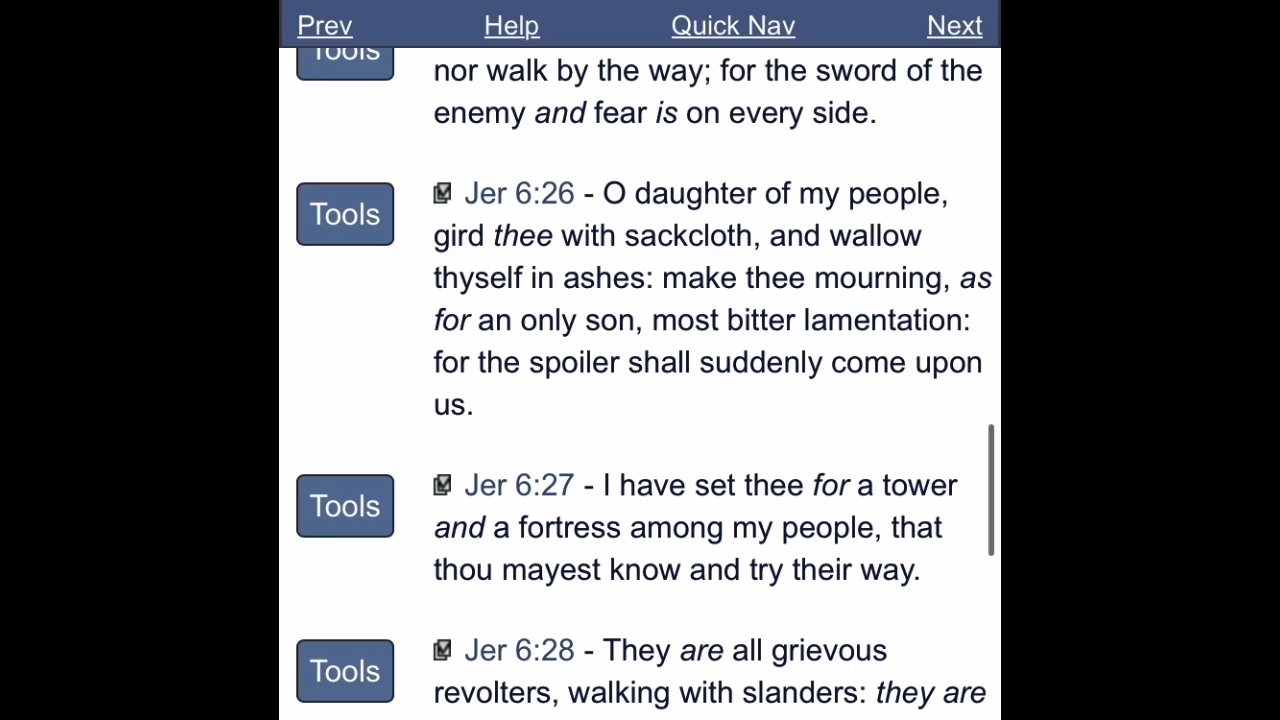 Prev Help Quick Nav Next
Tools
nor walk by the way; for the sword of the
enemy and fear is on every side.
Tools
Jer 6:26 - O daughter of my people,
gird thee with sackcloth, and wallow
thyself in ashes: make thee mourning, as
for an only son, most bitter lamentation:
for the spoiler shall suddenly come upon
us.
Tools
Jer 6:27 - I have set thee for a tower
and a fortress among my people, that
thou mayest know and try their way.
Tools
Jer 6:28 - They are all grievous
revolters, walking with slanders: they are